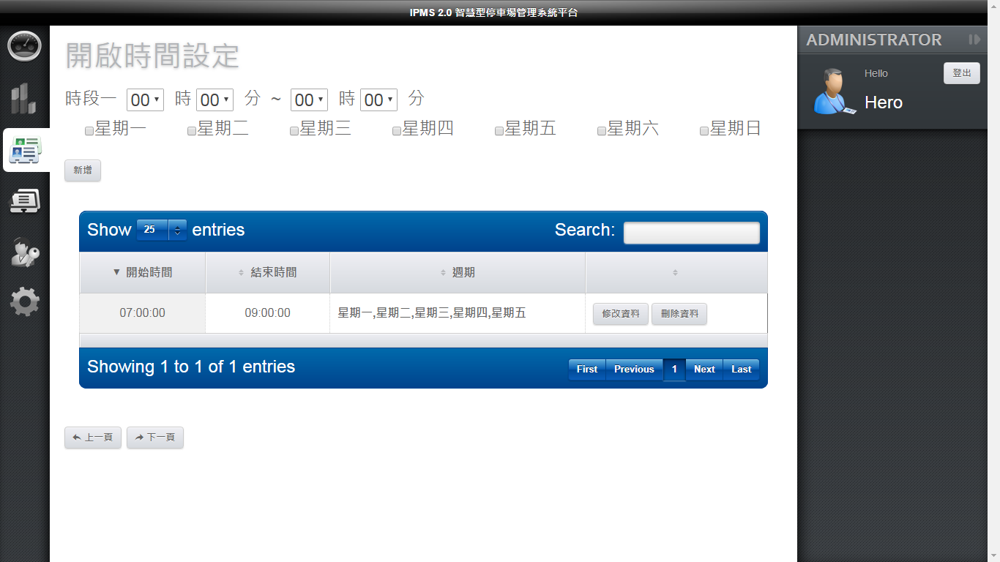 IPMS 2.0 智慧型停車場管理系統平台
ADMINISTRATOR
Hello
登出
Hero
開啟時間設定
時段一 00 時 00 分 ~ 00 時 00 分
星期一 星期二 星期三 星期四 星期五 星期六 星期日
新增
Show 25 entries Search:
開始時間 結束時間 週期
07:00:00 09:00:00 星期一,星期二,星期三,星期四,星期五 修改資料 刪除資料
Showing 1 to 1 of 1 entries First Previous 1 Next Last
上一頁 下一頁